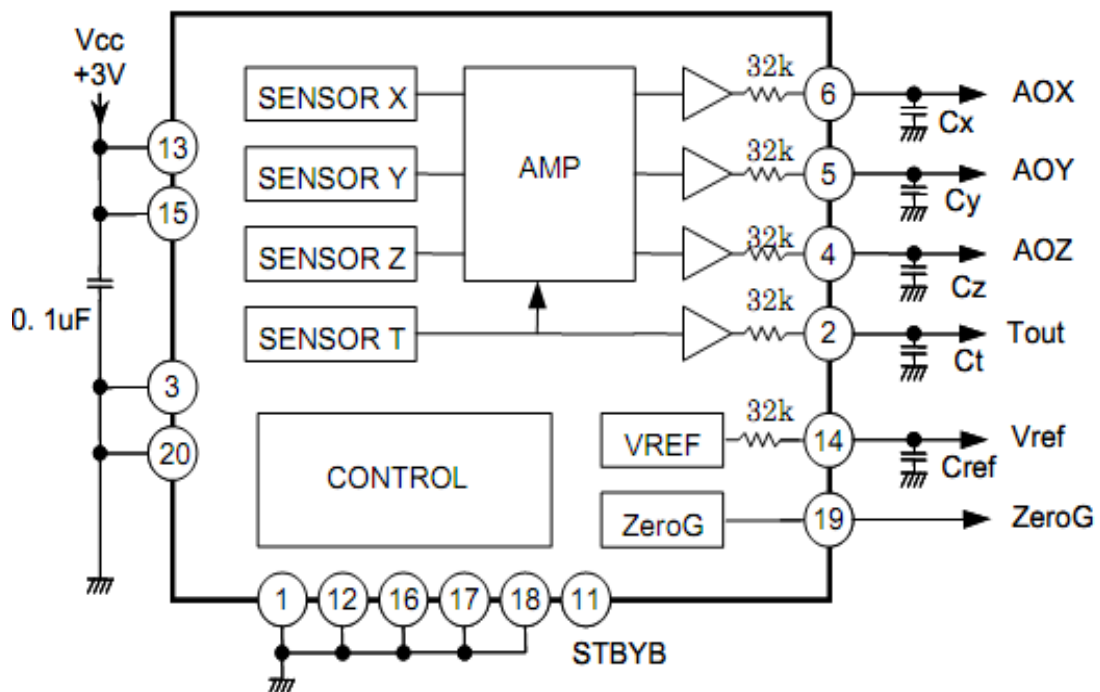 Vcc
+3V
13
15
0. 1uF
3
20
SENSOR X
SENSOR Y
SENSOR Z
SENSOR T
AMP
CONTROL
VREF
ZeroG
32k
6
AOX
Cx
32k
5
AOY
Cy
32k
4
AOZ
Cz
32k
2
Tout
Ct
32k
14
Vref
Cref
19
ZeroG
1
12
16
17
18
11
STBYB